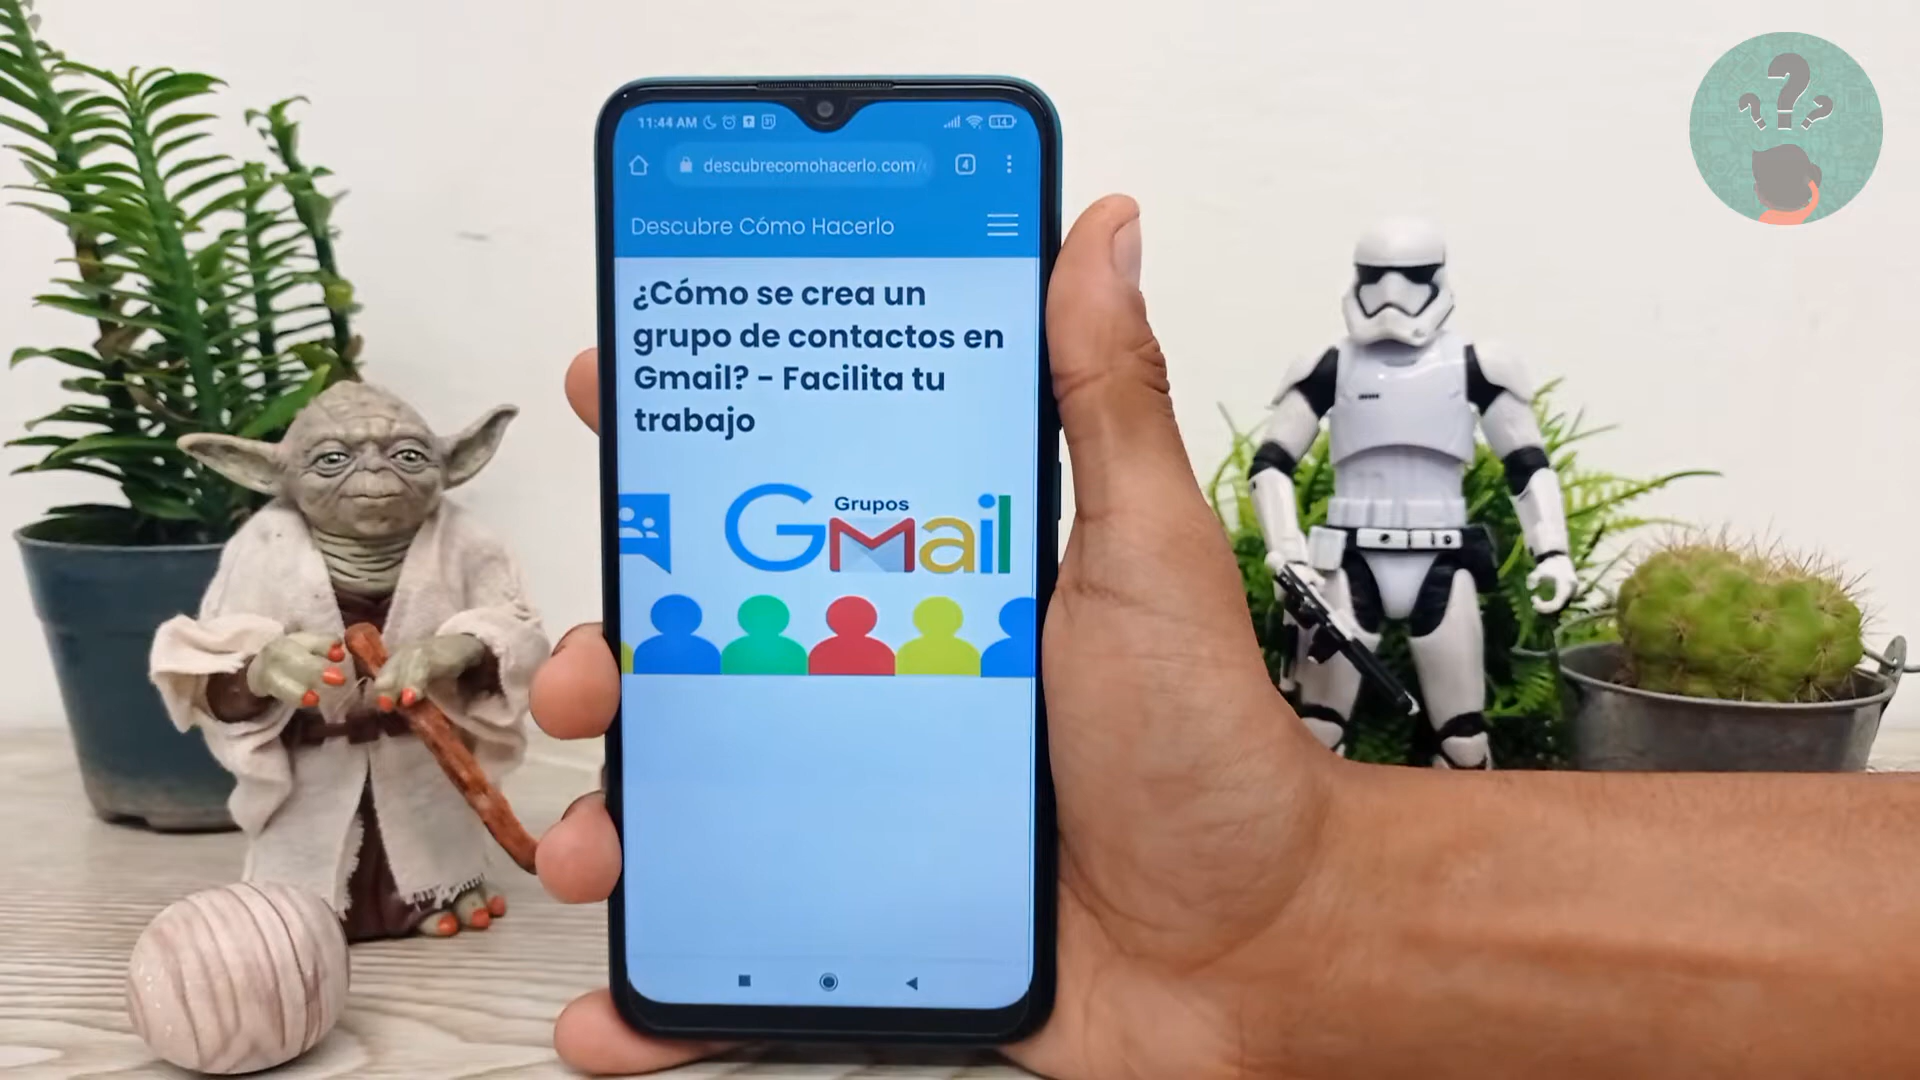 11:44 AM
14
descubrecomohacerlo.com/
4
Descubre Cómo Hacerlo
¿Cómo se crea un
grupo de contactos en
Gmail? - Facilita tu
trabajo
Grupos
Gmail